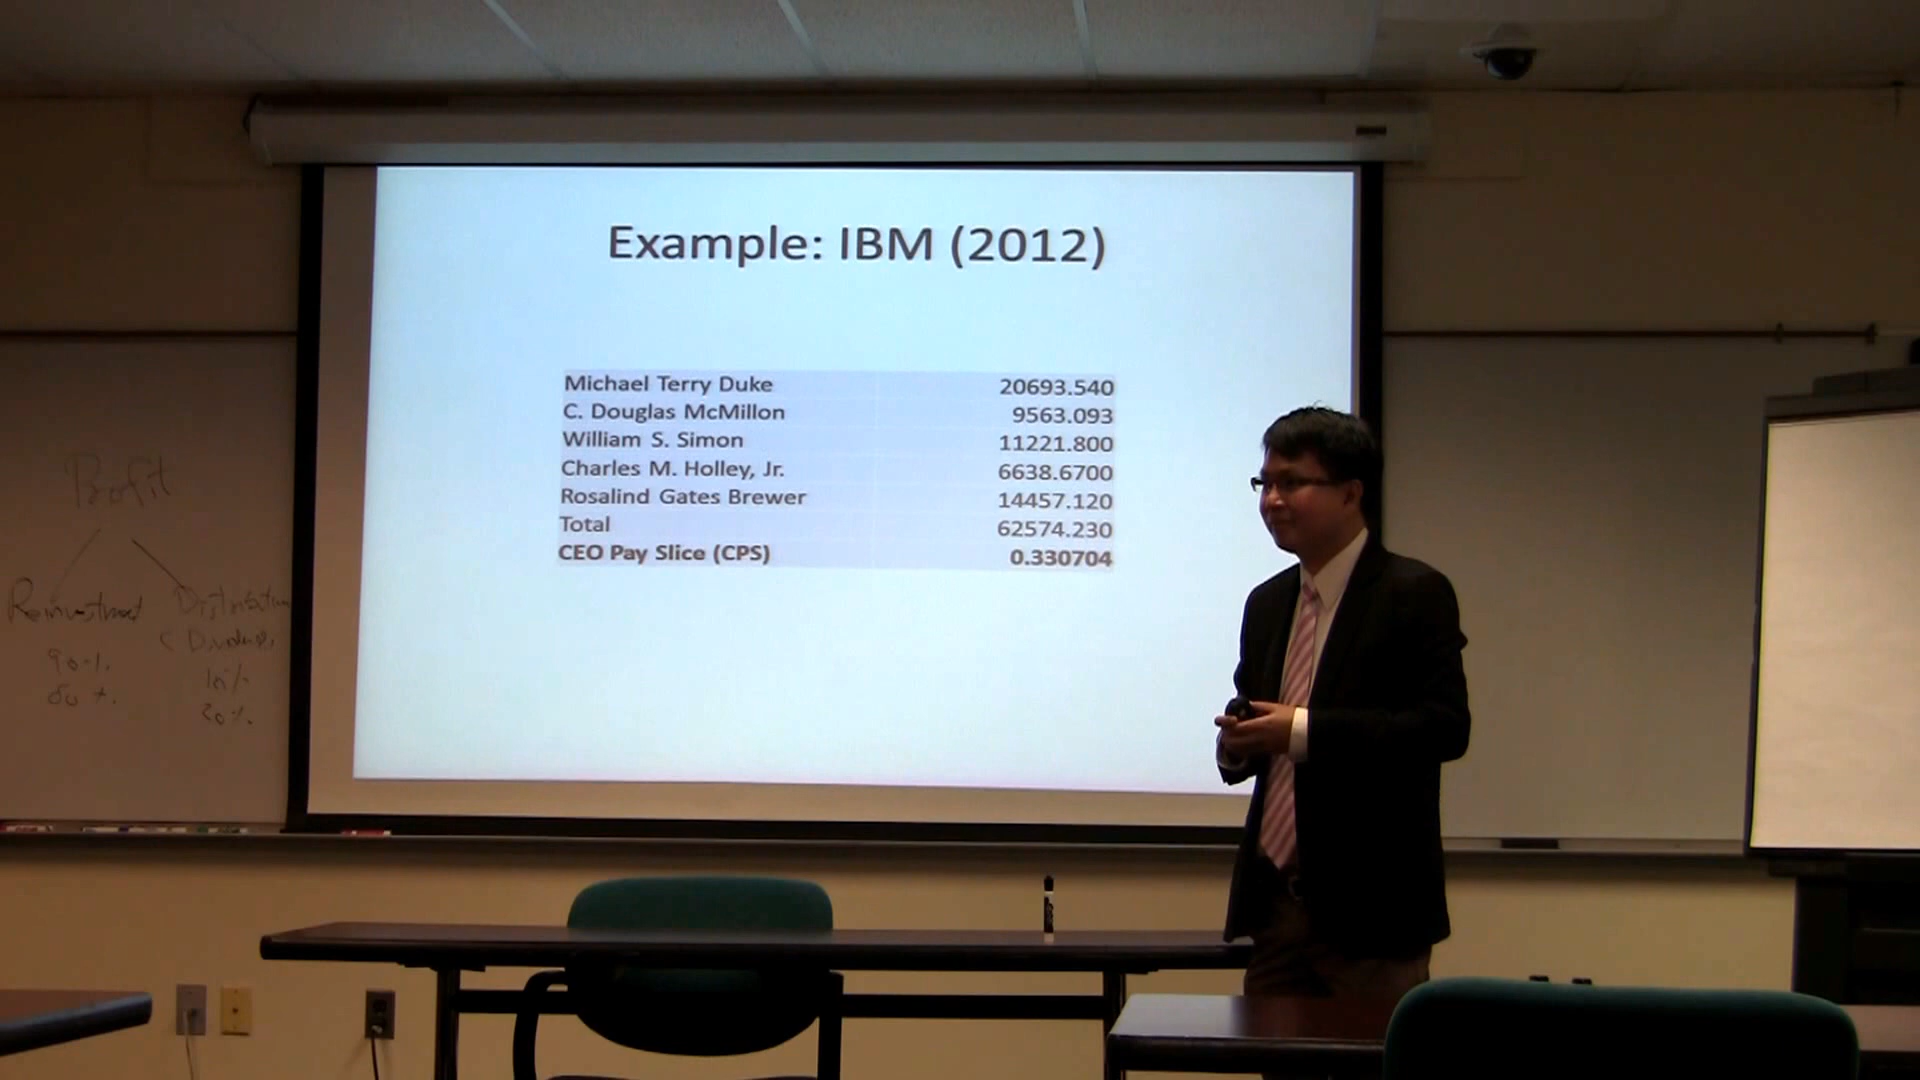 Example: IBM (2012)
Michael Terry Duke 20693.540
C. Douglas McMillon 9563.093
William S. Simon 11221.800
Charles M. Holley, Jr. 6638.6700
Rosalind Gates Brewer 14457.120
Total 62574.230
CEO Pay Slice (CPS) 0.330704
Profit
90%
80%
10%
20%